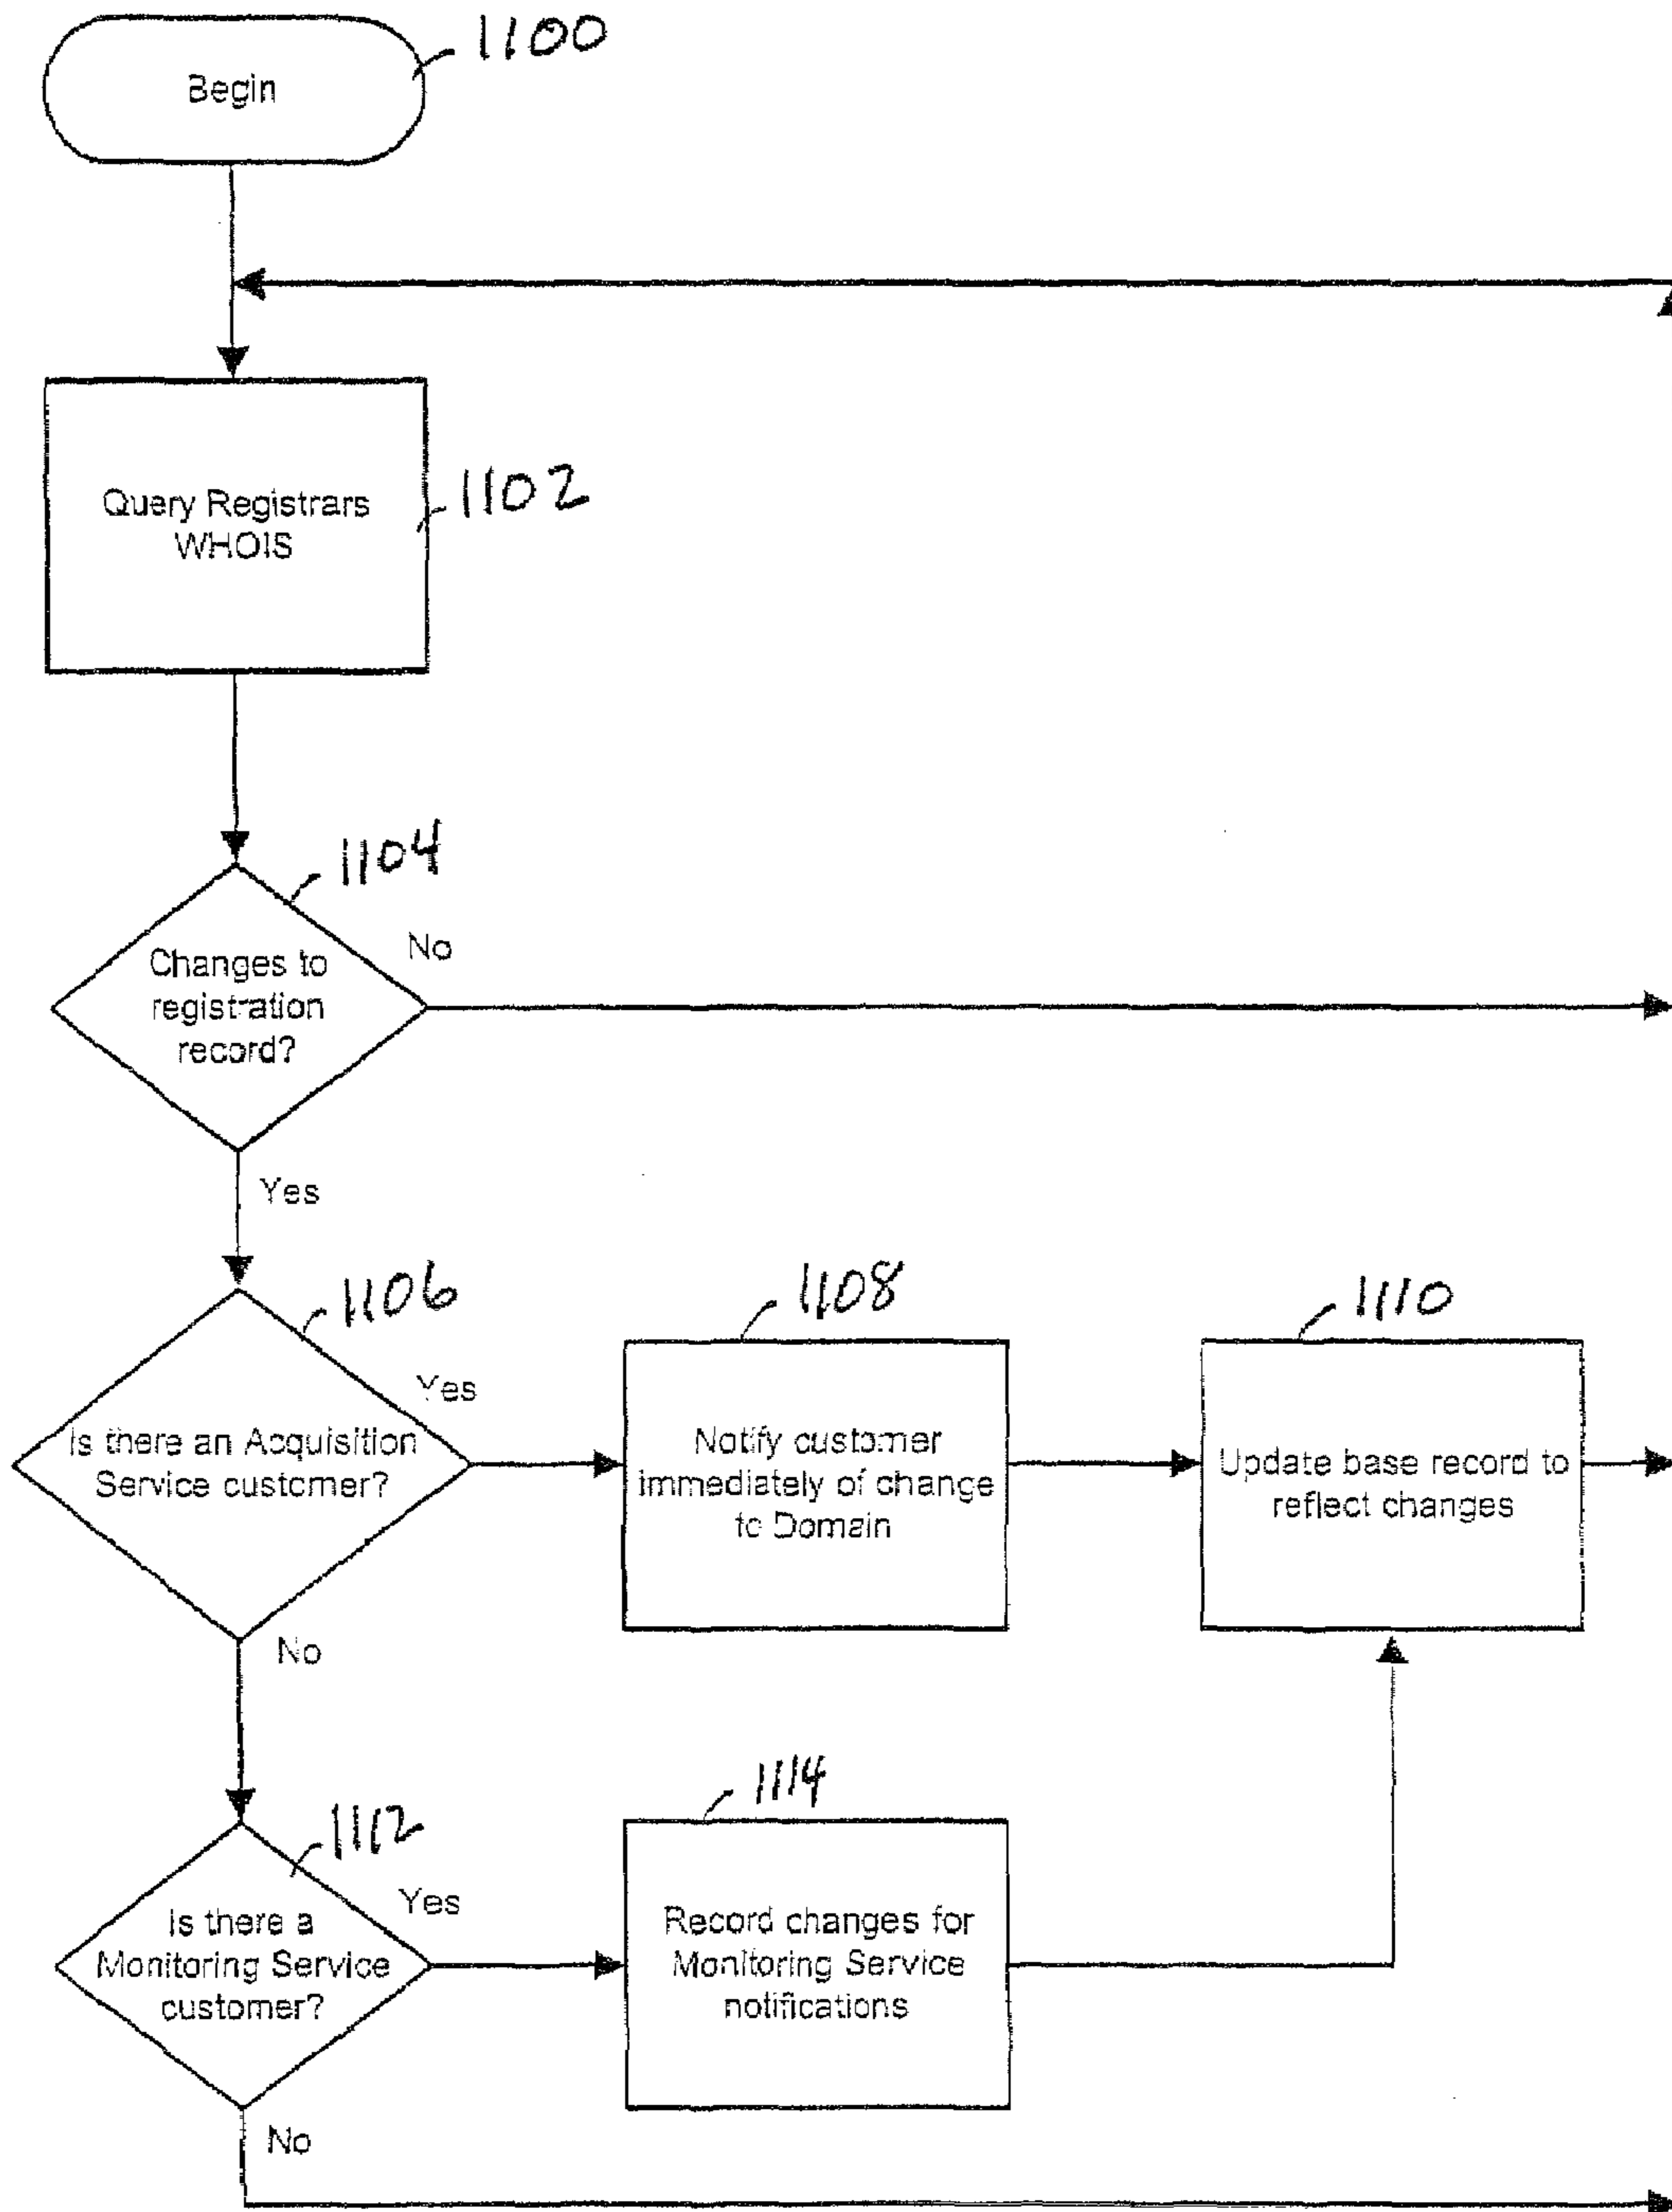 1100
Begin
Query Registrars
WHOIS
1102
1104
No
Changes to
registration
record?
Yes
1106
Yes
Is there an Acquisition
Service customer?
No
1108
Notify customer
immediately of change
to Domain
1110
Update base record to
reflect changes
1112
Yes
Is there a
Monitoring Service
customer?
No
1114
Record changes for
Monitoring Service
notifications